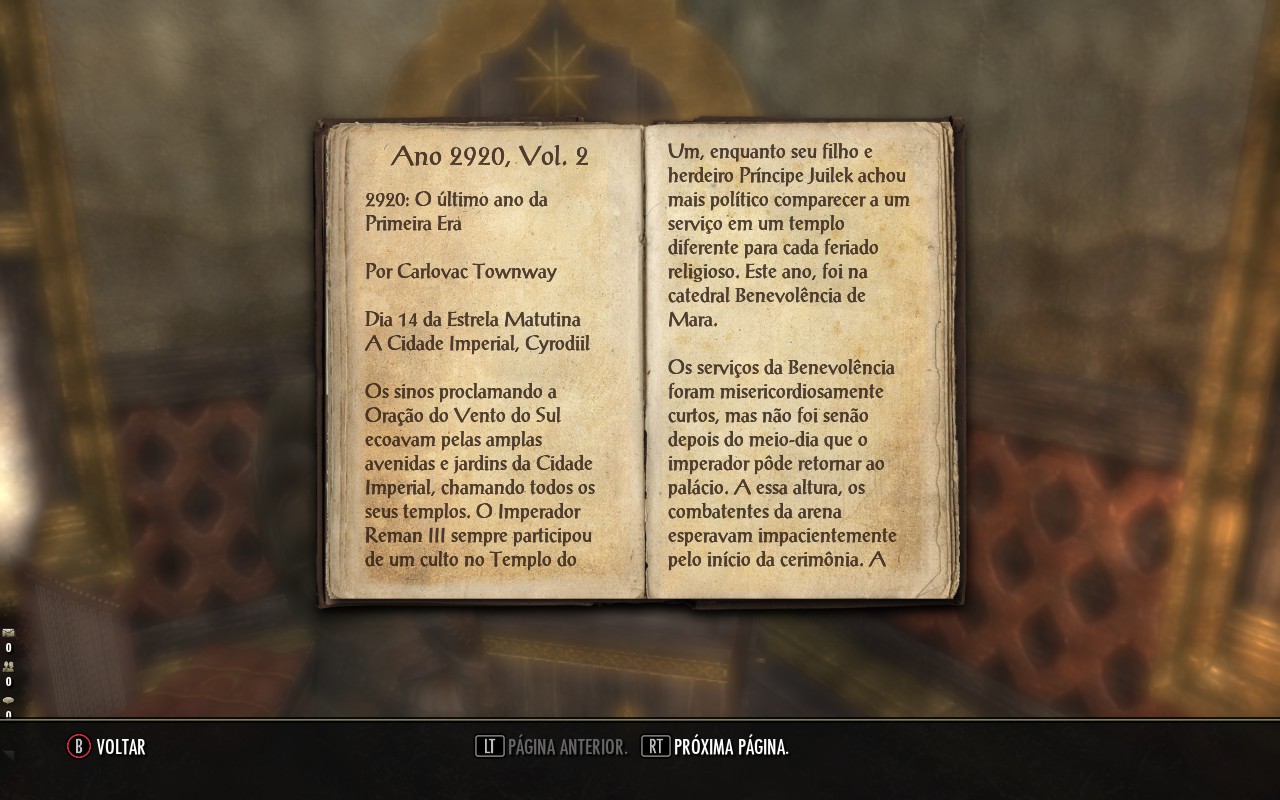 Ano 2920, Vol. 2
2920: O último ano da
Primeira Era
Por Carlovac Townway
Dia 14 da Estrela Matutina
A Cidade Imperial, Cyrodiil
Os sinos proclamando a
Oração do Vento do Sul
ecoavam pelas amplas
avenidas e jardins da Cidade
Imperial, chamando todos os
seus templos. O Imperador
Reman III sempre participou
de um culto no Templo do
Um, enquanto seu filho e
herdeiro Príncipe Juilek achou
mais político comparecer a um
serviço em um templo
diferente para cada feriado
religioso. Este ano, foi na
catedral Benevolência de
Mara.
Os serviços da Benevolência
foram misericordiosamente
curtos, mas não foi senão
depois do meio-dia que o
imperador pôde retornar ao
palácio. A essa altura, os
combatentes da arena
esperavam impacientemente
pelo início da cerimônia. A
0
0
0
B VOLTAR
LT PÁGINA ANTERIOR.
RT PRÓXIMA PÁGINA.